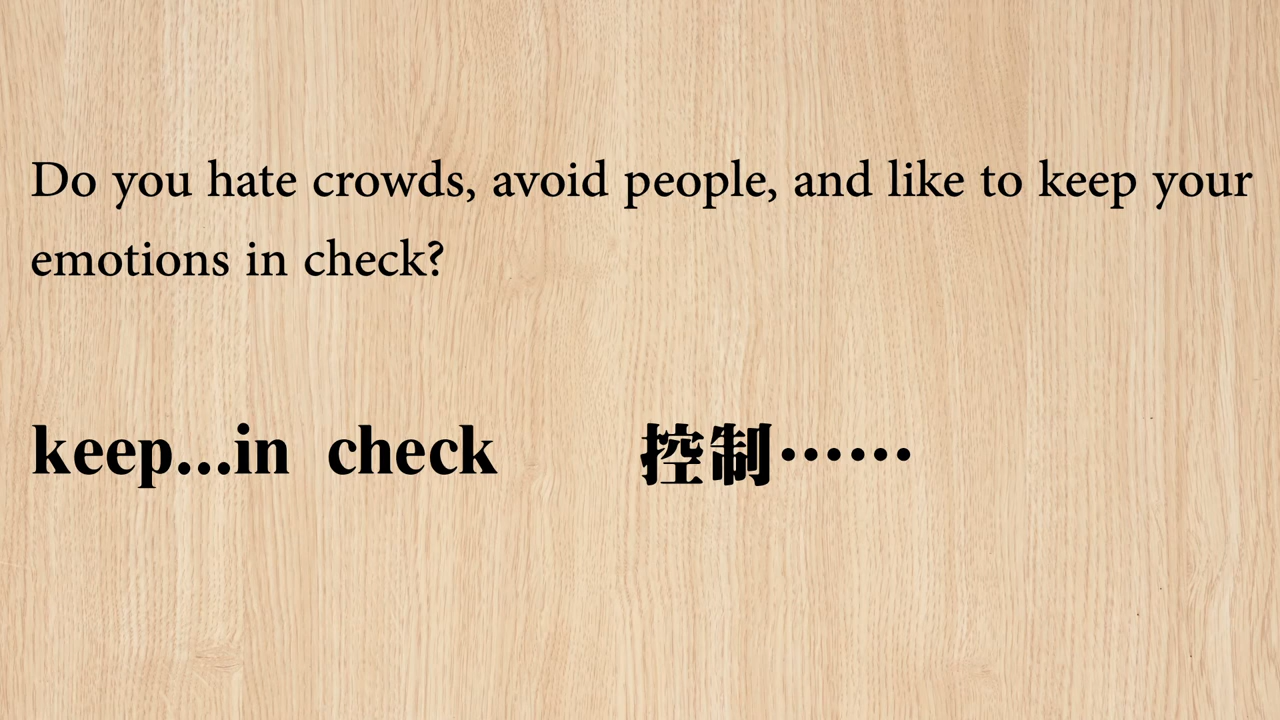 Do you hate crowds, avoid people, and like to keep your
emotions in check?
keep...in check 控制······